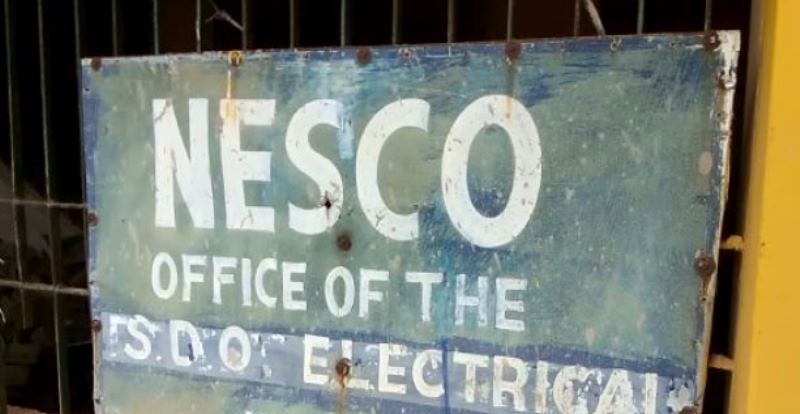 NESCO
OFFICE OF THE
S.D.O. ELECTRICAL